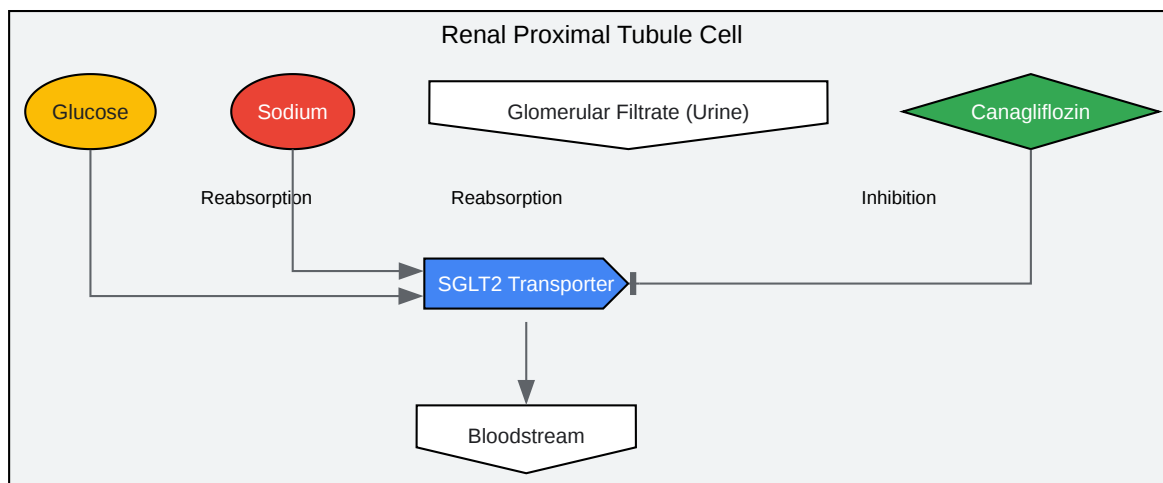 Renal Proximal Tubule Cell
Glucose
Sodium
Glomerular Filtrate (Urine)
Canagliflozin
Reabsorption
Reabsorption
Inhibition
SGLT2 Transporter
Bloodstream